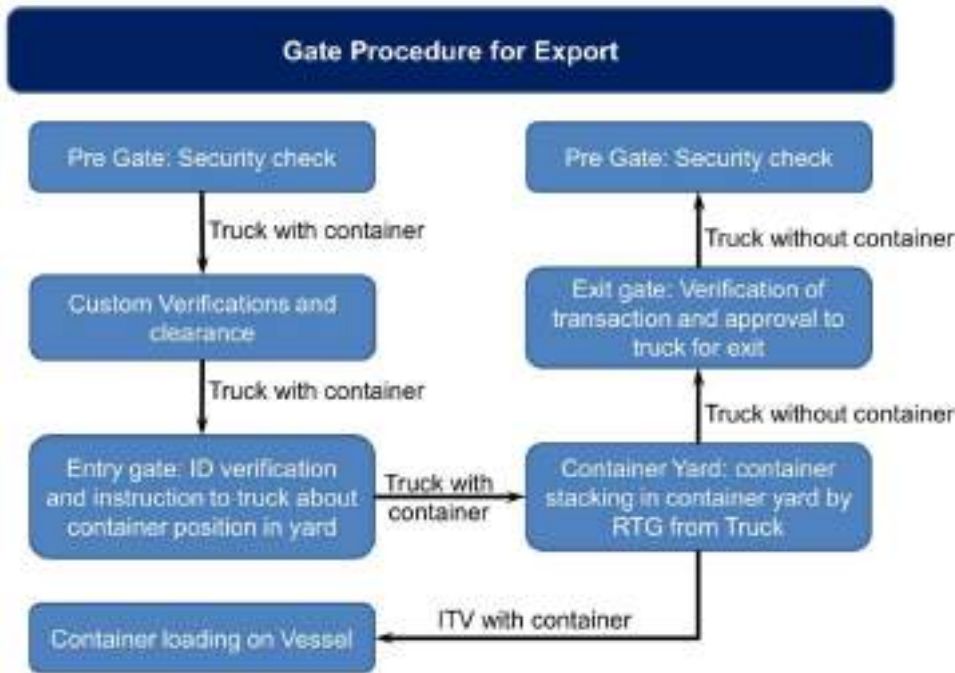 Gate Procedure for Export
Pre Gate: Security check
Truck with container
Custom Verifications and
clearance
Truck with container
Entry gate: ID verification
and instruction to truck about
container position in yard
Truck with
container
Container Yard: container
stacking in container yard by
RTG from Truck
Truck without container
Exit gate: Verification of
transaction and approval to
truck for exit
Truck without container
Pre Gate: Security check
ITV with container
Container loading on Vessel